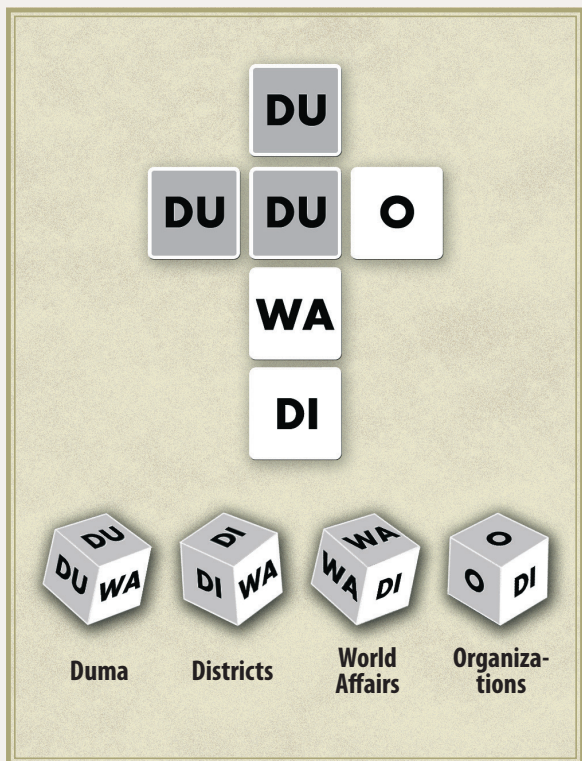 DU
DU DU O
WA
DI
DU DI WA O
DU WA DI WA WA DI O DI
Duma Districts World Affairs Organiza-tions